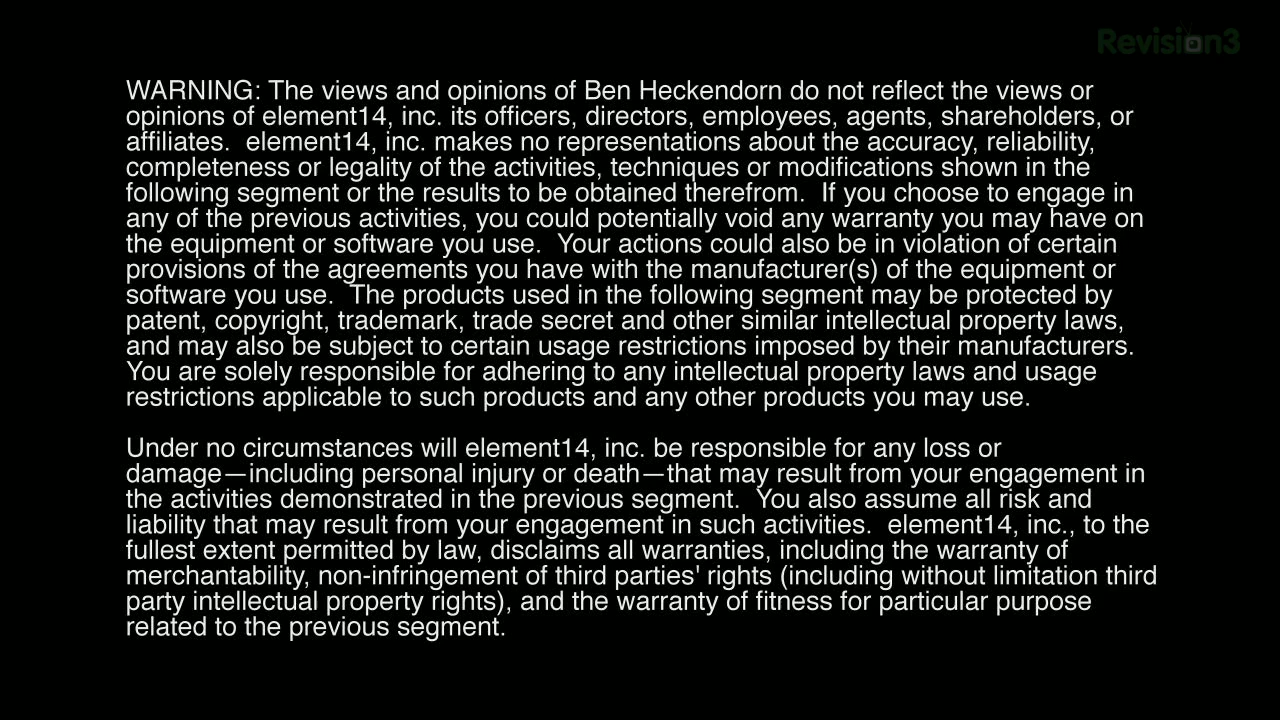 Revision3
WARNING: The views and opinions of Ben Heckendorn do not reflect the views or
opinions of element14, inc. its officers, directors, employees, agents, shareholders, or
affiliates.  element14, inc. makes no representations about the accuracy, reliability,
completeness or legality of the activities, techniques or modifications shown in the
following segment or the results to be obtained therefrom.  If you choose to engage in
any of the previous activities, you could potentially void any warranty you may have on
the equipment or software you use.  Your actions could also be in violation of certain
provisions of the agreements you have with the manufacturer(s) of the equipment or
software you use.  The products used in the following segment may be protected by
patent, copyright, trademark, trade secret and other similar intellectual property laws,
and may also be subject to certain usage restrictions imposed by their manufacturers.
You are solely responsible for adhering to any intellectual property laws and usage
restrictions applicable to such products and any other products you may use.
Under no circumstances will element14, inc. be responsible for any loss or
damage—including personal injury or death—that may result from your engagement in
the activities demonstrated in the previous segment.  You also assume all risk and
liability that may result from your engagement in such activities.  element14, inc., to the
fullest extent permitted by law, disclaims all warranties, including the warranty of
merchantability, non-infringement of third parties' rights (including without limitation third
party intellectual property rights), and the warranty of fitness for particular purpose
related to the previous segment.